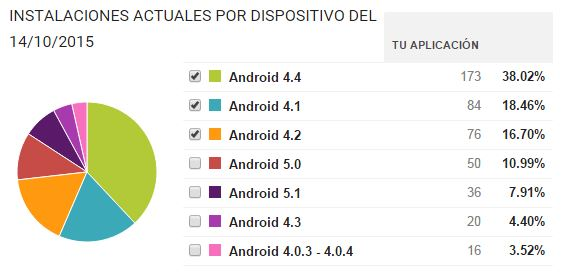 INSTALACIONES ACTUALES POR DISPOSITIVO DEL
14/10/2015
TU APLICACIÓN
Android 4.4 173 38.02%
Android 4.1 84 18.46%
Android 4.2 76 16.70%
Android 5.0 50 10.99%
Android 5.1 36 7.91%
Android 4.3 20 4.40%
Android 4.0.3 - 4.0.4 16 3.52%